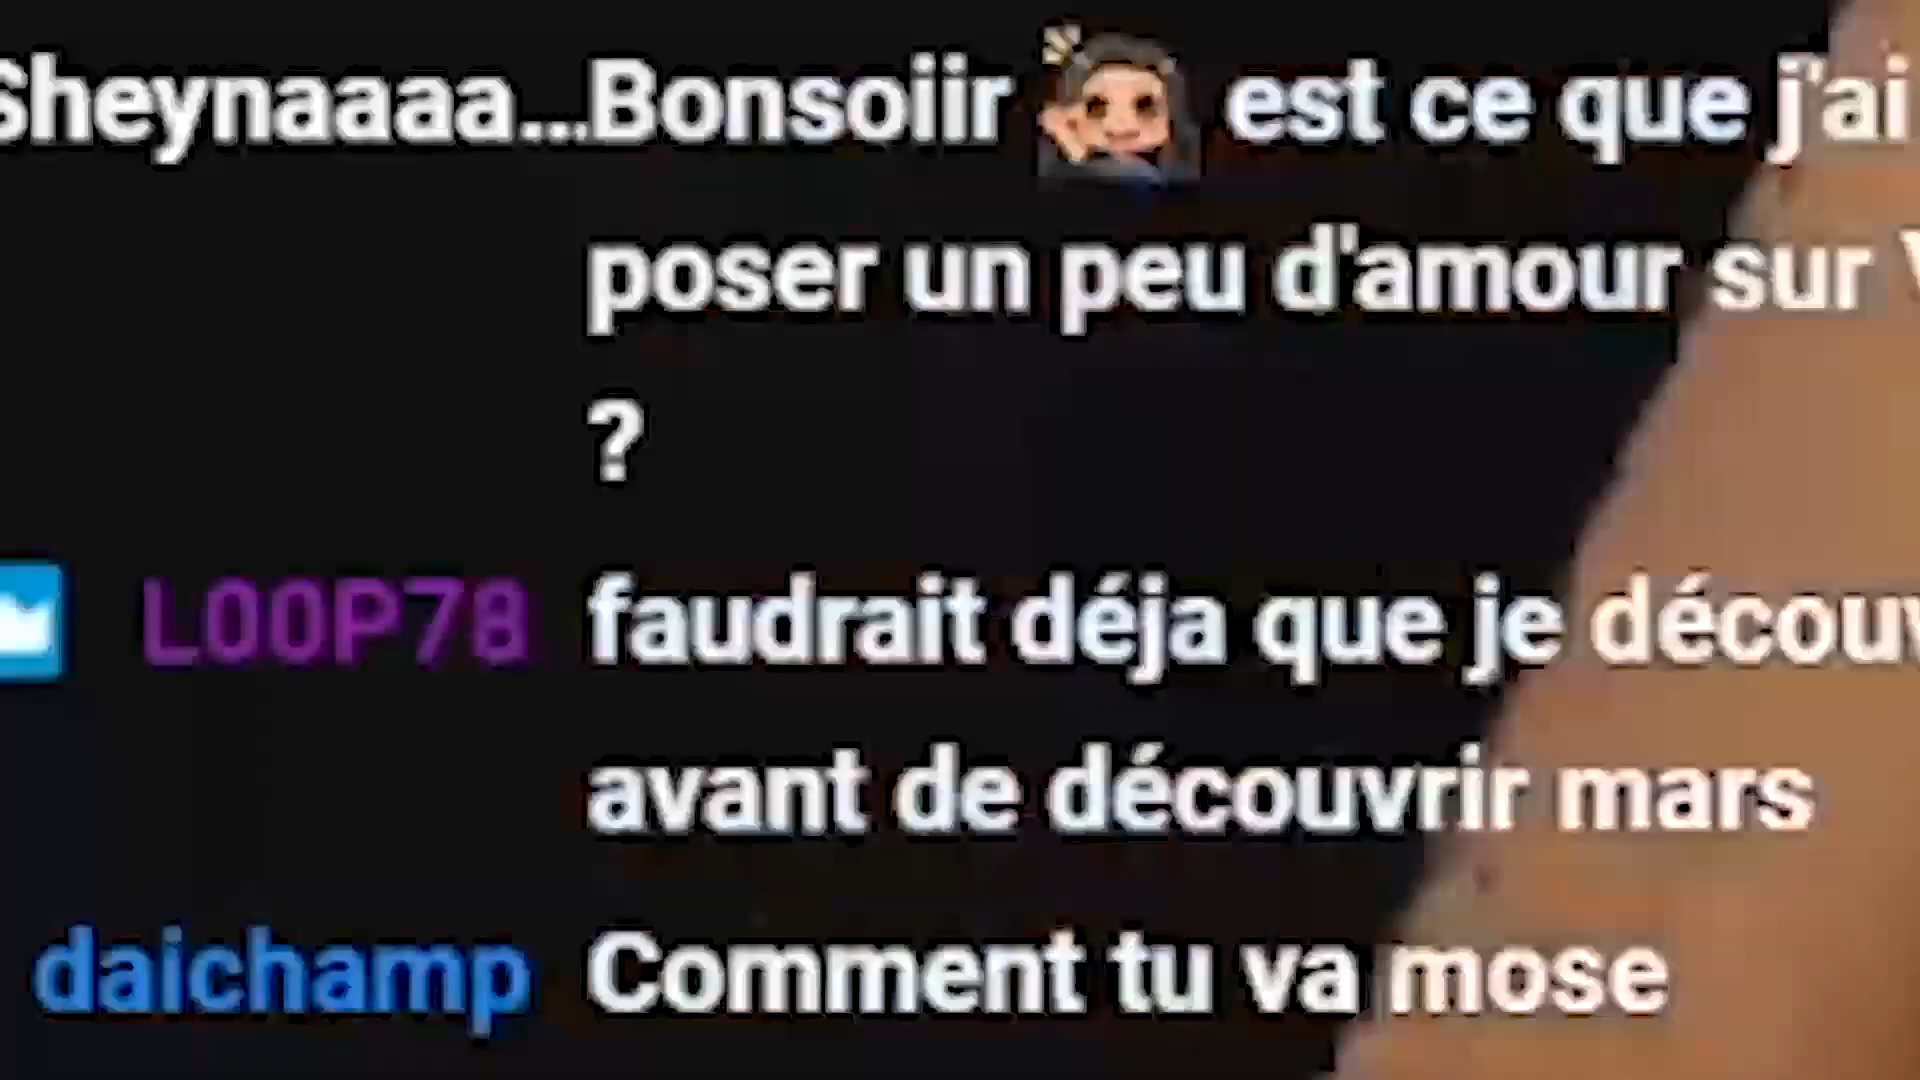 Sheynaaaa...Bonsoiir est ce que j'ai
poser un peu d'amour sur
?
L00P78 faudrait déja que je découv
avant de découvrir mars
daichamp Comment tu va mose